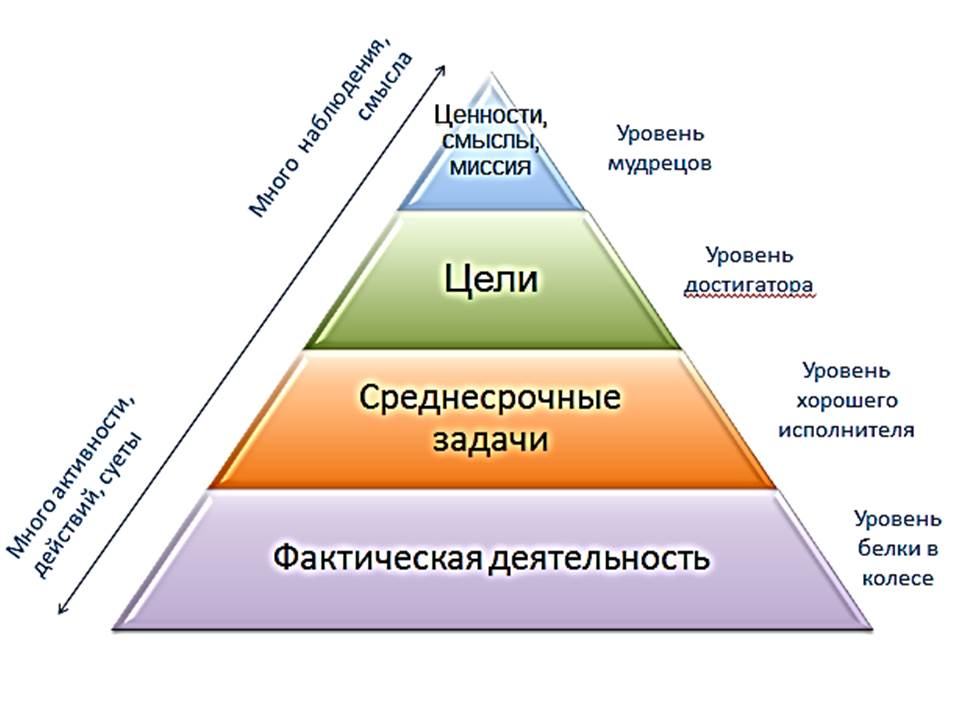 Много наблюдения,
смысла
Ценности,
смыслы,
миссия
Уровень
мудрецов
Цели
Уровень
достигатора
Среднесрочные
задачи
Уровень
хорошего
исполнителя
Много активности,
действий, суеты
Фактическая деятельность
Уровень
белки в
колесе